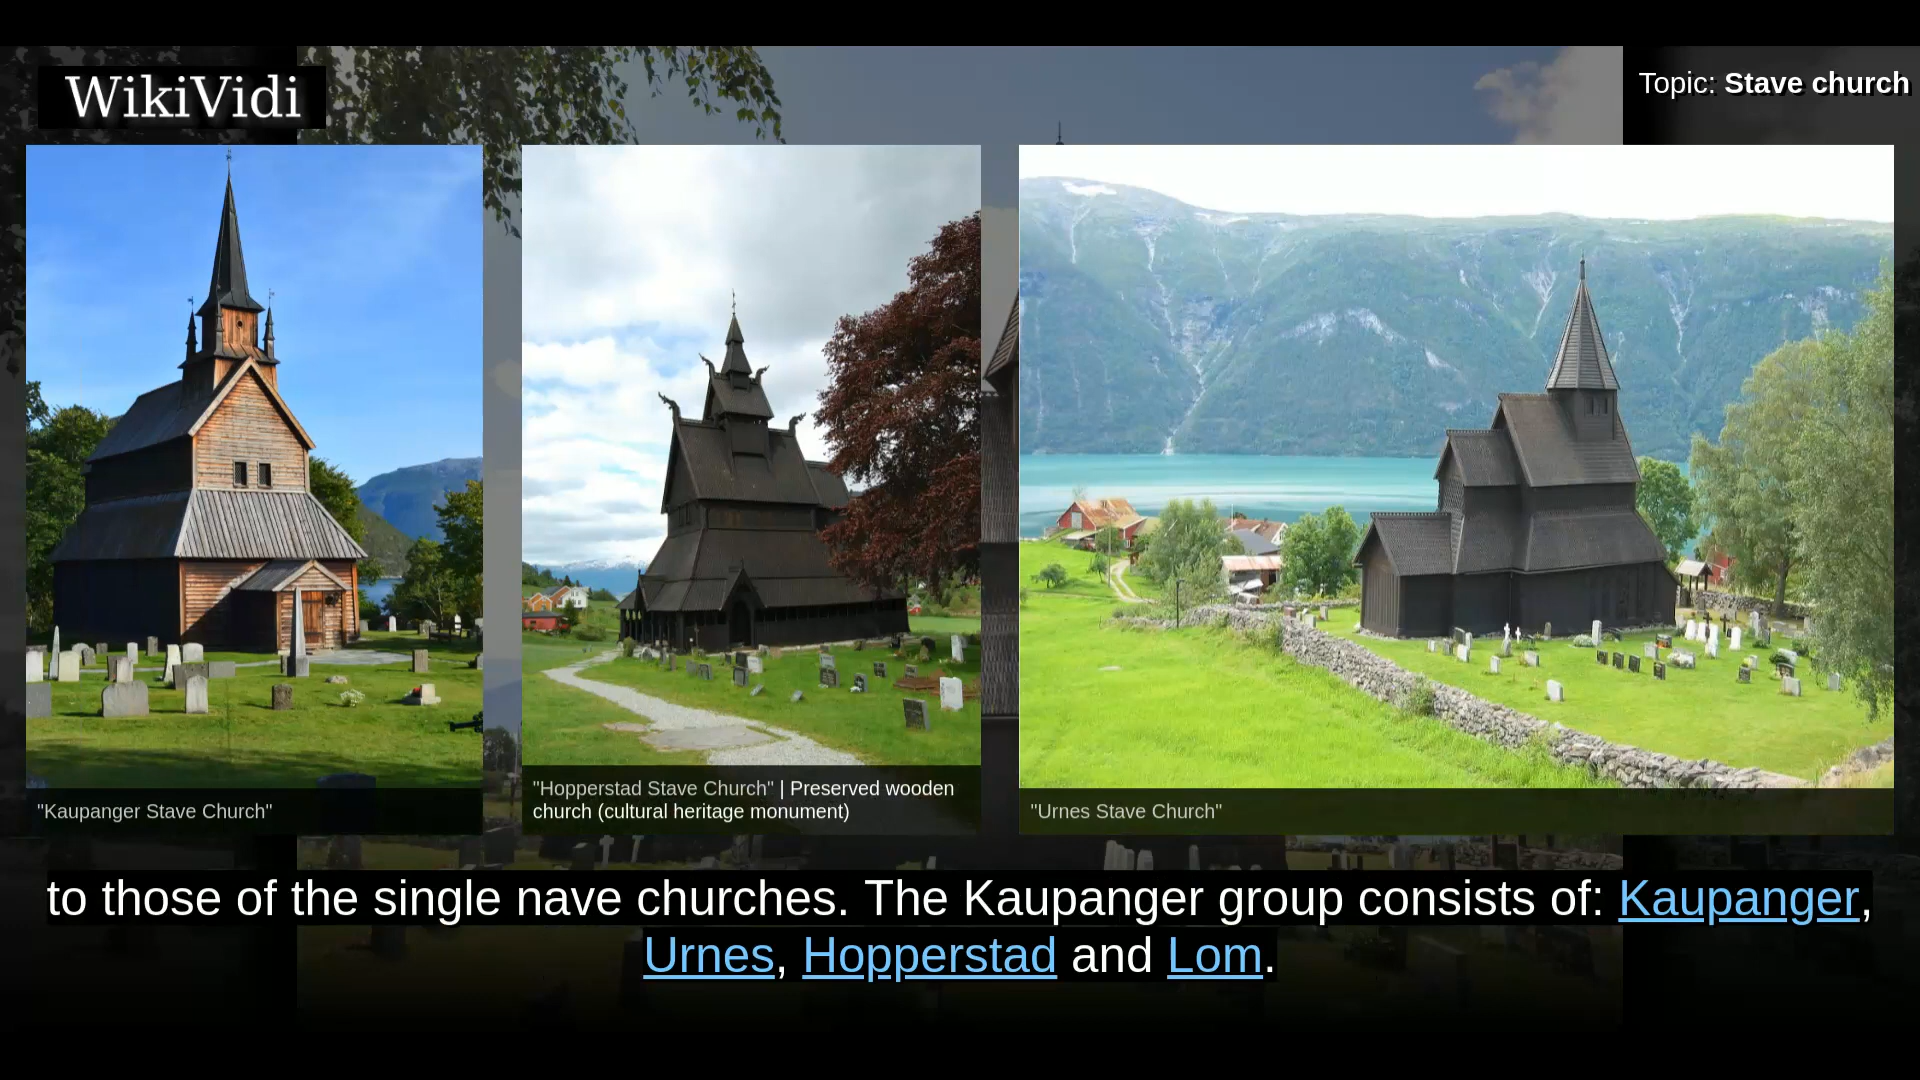 WikiVidi
Topic: Stave church
"Kaupanger Stave Church"
"Hopperstad Stave Church" | Preserved wooden
church (cultural heritage monument)
"Urnes Stave Church"
to those of the single nave churches. The Kaupanger group consists of: Kaupanger,
Urnes, Hopperstad and Lom.